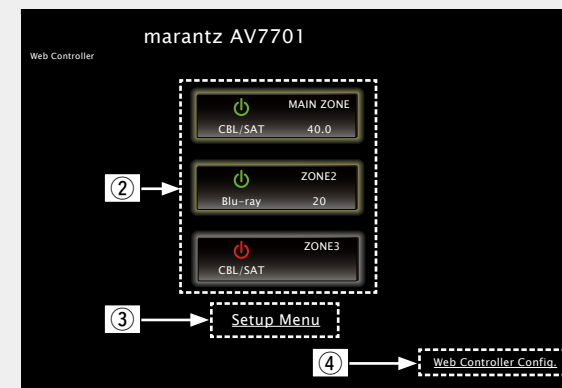 marantz AV7701
Web Controller
MAIN ZONE
CBL/SAT 40.0
② ZONE2
Blu-ray 20
ZONE3
CBL/SAT
③ Setup Menu
④ Web Controller Config.